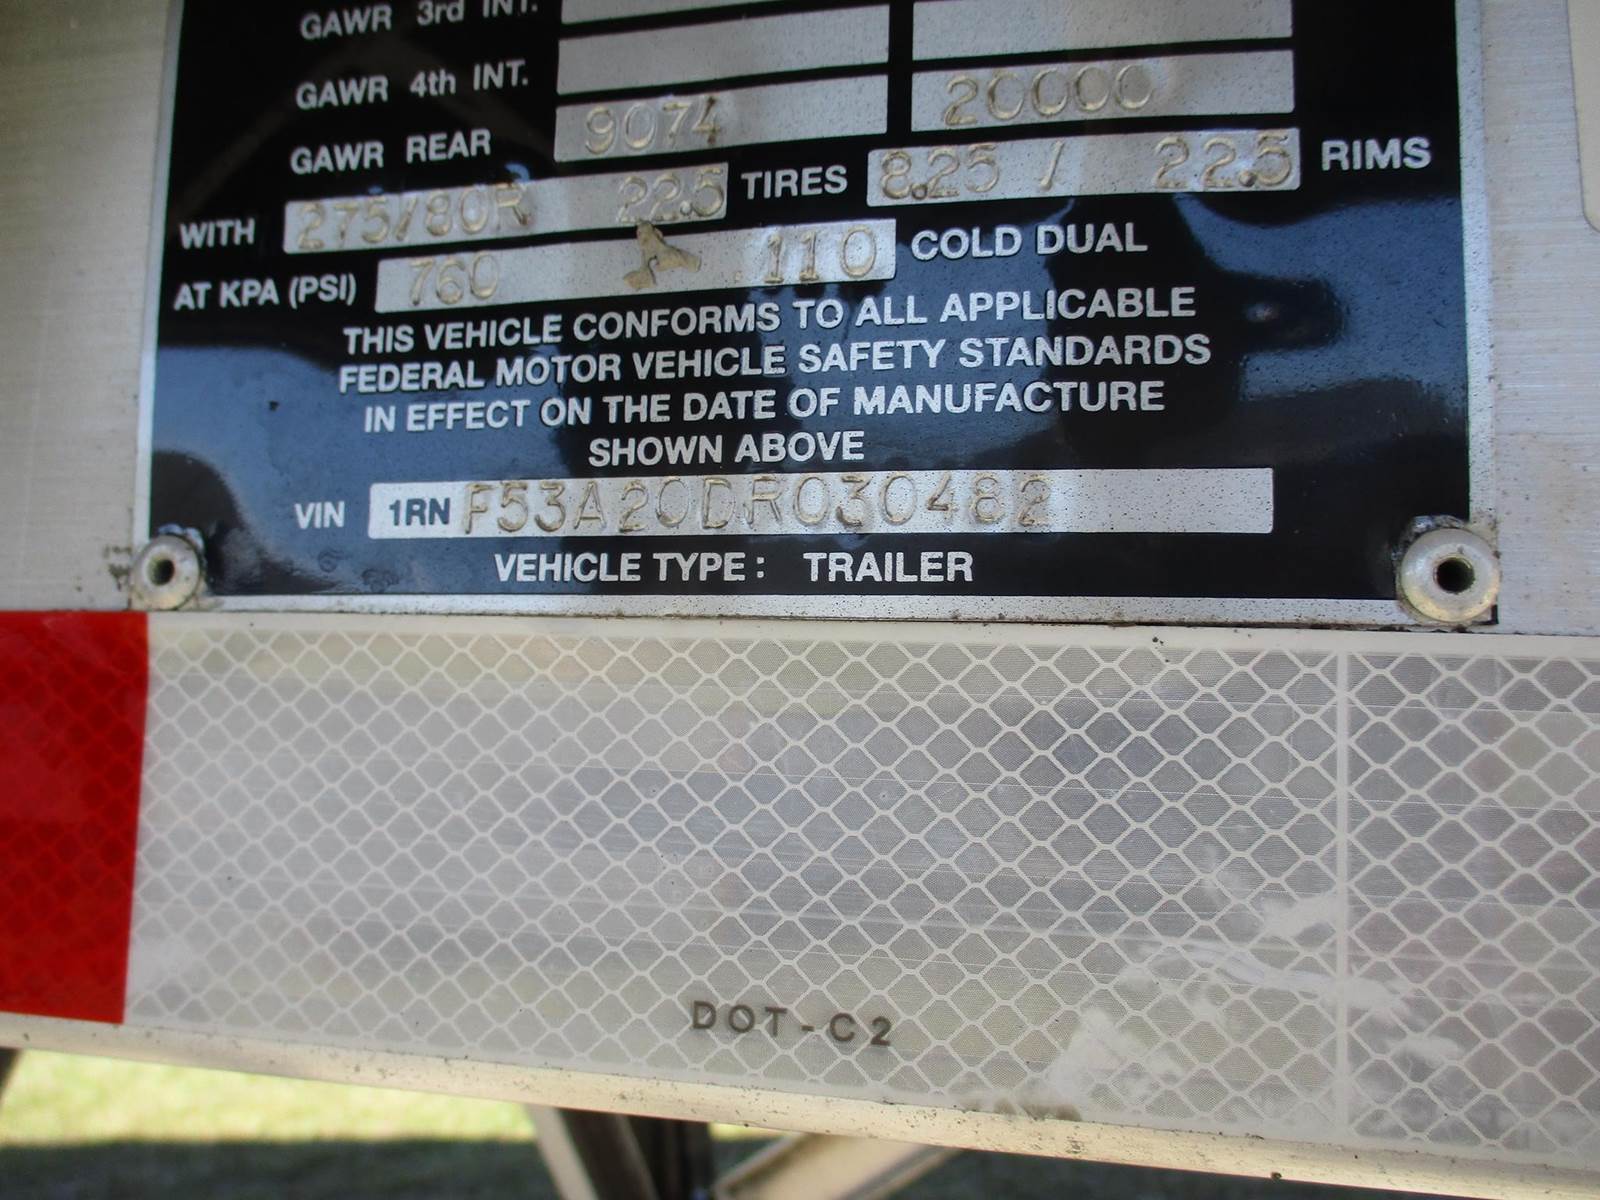 GAWR 3rd INT.
GAWR 4th INT.
GAWR REAR 9074 20000
WITH 275/80R 22.5 TIRES 8.25 / 22.5 RIMS
AT KPA (PSI) 760 110 COLD DUAL
THIS VEHICLE CONFORMS TO ALL APPLICABLE
FEDERAL MOTOR VEHICLE SAFETY STANDARDS
IN EFFECT ON THE DATE OF MANUFACTURE
SHOWN ABOVE
VIN 1RNF53A20DR030482
VEHICLE TYPE: TRAILER
DOT-C2